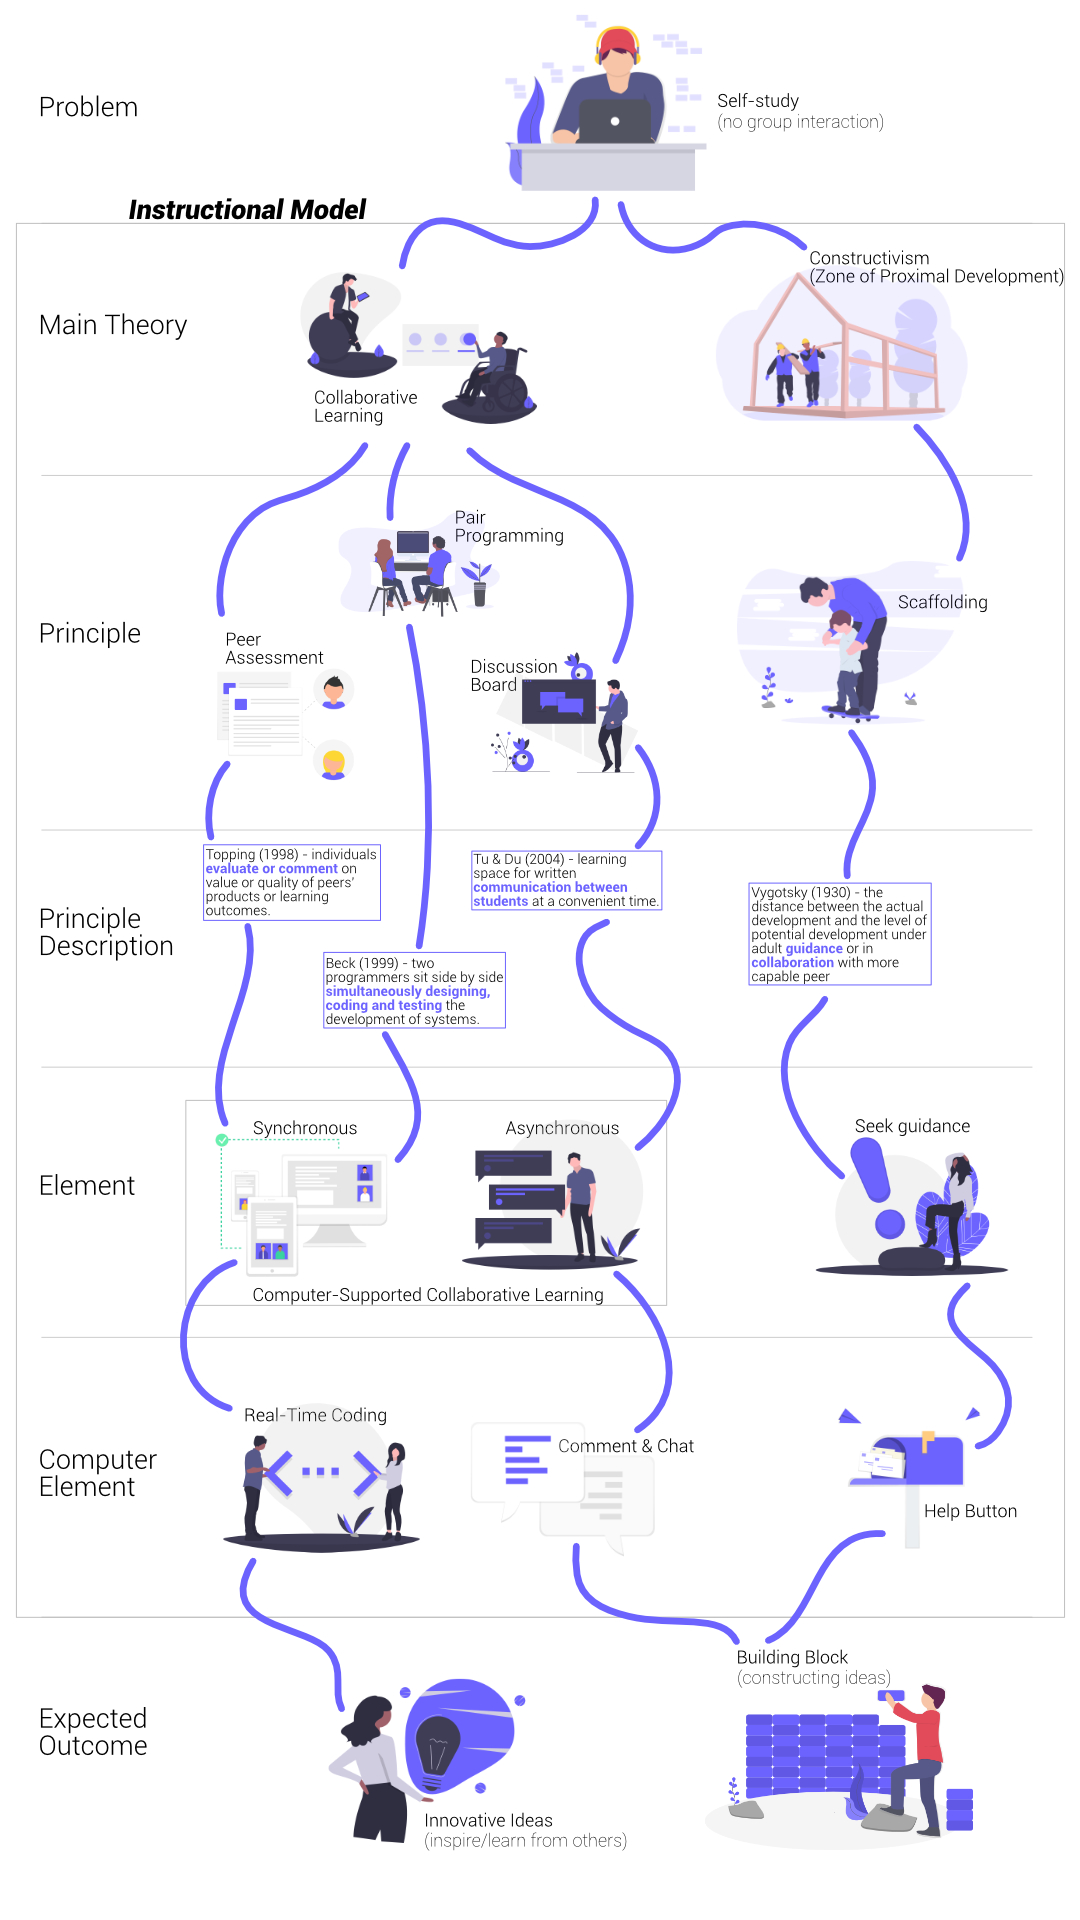 Problem
Self-study
(no group interaction)
Instructional Model
Main Theory
Collaborative
Learning
Constructivism
(Zone of Proximal Development)
Principle
Pair
Programming
Peer
Assessment
Discussion
Board
Scaffolding
Principle
Description
Topping (1998) - individuals
evaluate or comment on
value or quality of peers'
products or learning
outcomes.
Beck (1999) - two
programmers sit side by side
simultaneously designing,
coding and testing the
development of systems.
Tu & Du (2004) - learning
space for written
communication between
students at a convenient time.
Vygotsky (1930) - the
distance between the actual
development and the level of
potential development under
adult guidance or in
collaboration with more
capable peer
Element
Synchronous
Asynchronous
Computer-Supported Collaborative Learning
Seek guidance
Computer
Element
Real-Time Coding
Comment & Chat
Help Button
Expected
Outcome
Innovative Ideas
(inspire/learn from others)
Building Block
(constructing ideas)